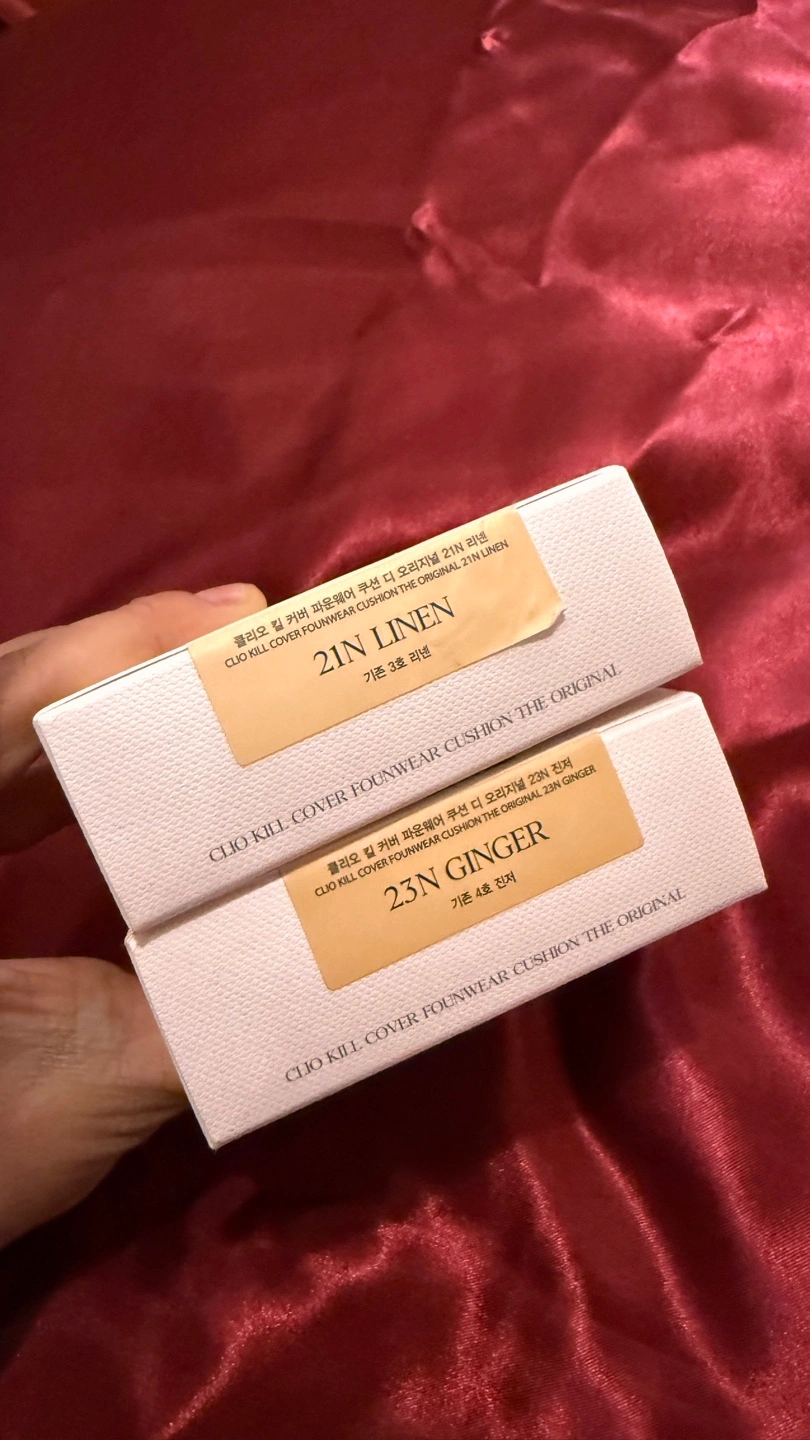 클리오 킬 커버 파운웨어 쿠션 디 오리지널 21N 리넨
CLIO KILL COVER FOUNWEAR CUSHION THE ORIGINAL 21N LINEN
21N LINEN
기존 3호 리넨
CLIO KILL COVER FOUNWEAR CUSHION THE ORIGINAL
클리오 킬 커버 파운웨어 쿠션 디 오리지널 23N 진저
CLIO KILL COVER FOUNWEAR CUSHION THE ORIGINAL 23N GINGER
23N GINGER
기존 4호 진저
CLIO KILL COVER FOUNWEAR CUSHION THE ORIGINAL